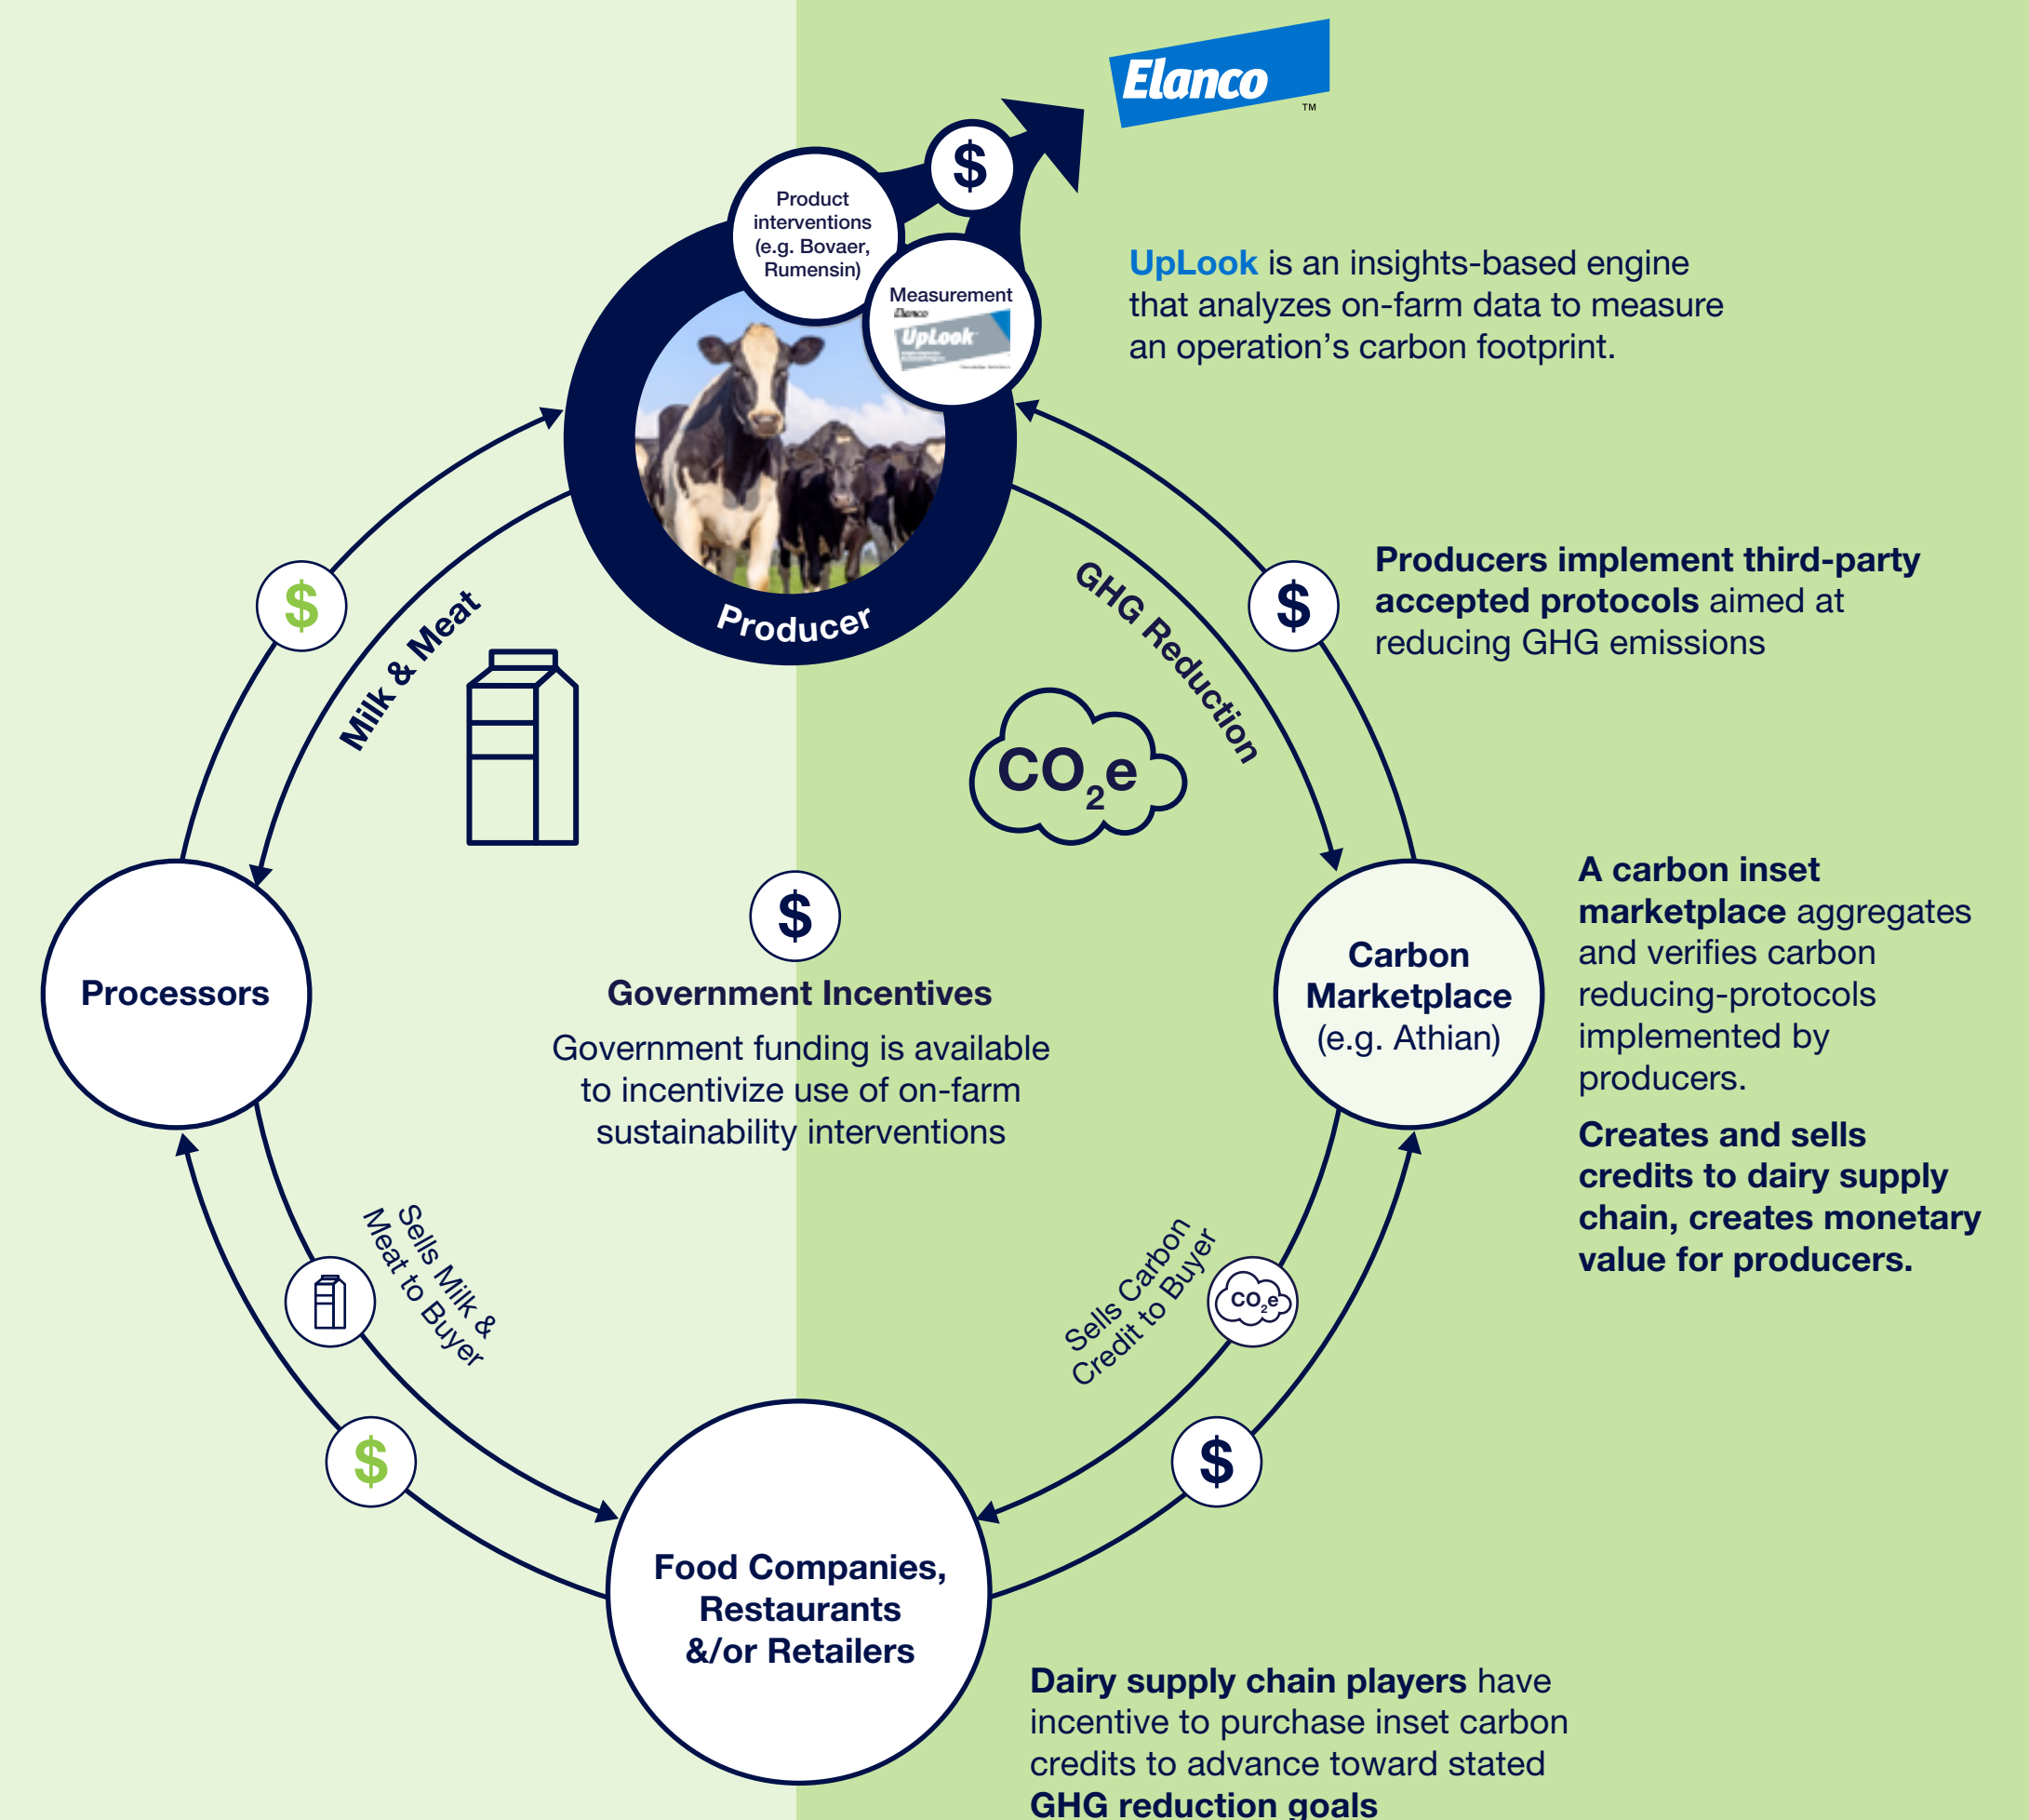 Elanco
TM
$
Product
interventions
(e.g. Bovaer,
Rumensin)
Measurement
Elanco
UpLook
UpLook is an insights-based engine
that analyzes on-farm data to measure
an operation's carbon footprint.
Producer
$
Milk & Meat
GHG Reduction
$
Producers implement third-party
accepted protocols aimed at
reducing GHG emissions
CO2e
$
Government Incentives
Government funding is available
to incentivize use of on-farm
sustainability interventions
Processors
Carbon
Marketplace
(e.g. Athian)
A carbon inset
marketplace aggregates
and verifies carbon
reducing-protocols
implemented by
producers.
Creates and sells
credits to dairy supply
chain, creates monetary
value for producers.
Sells Milk &
Meat to Buyer
Sells Carbon
Credit to Buyer
CO2e
$
$
Food Companies,
Restaurants
&/or Retailers
Dairy supply chain players have
incentive to purchase inset carbon
credits to advance toward stated
GHG reduction goals